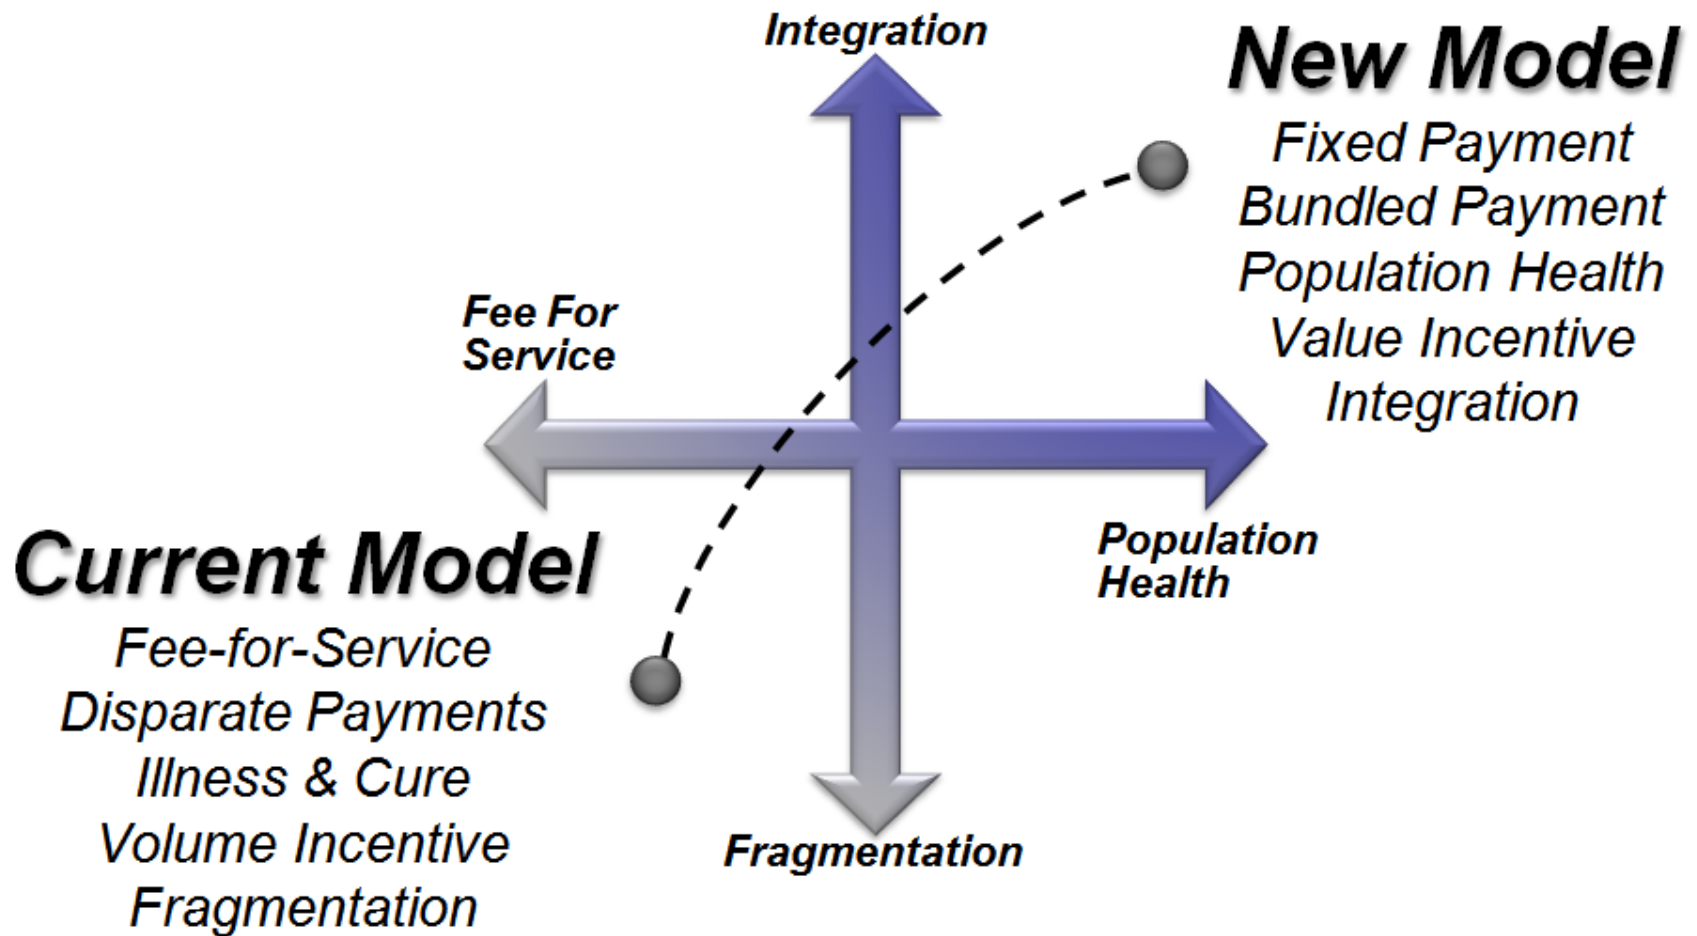 Integration
New Model
Fixed Payment
Bundled Payment
Population Health
Value Incentive
Integration
Fee For
Service
Population
Health
Current Model
Fee-for-Service
Disparate Payments
Illness & Cure
Volume Incentive
Fragmentation
Fragmentation